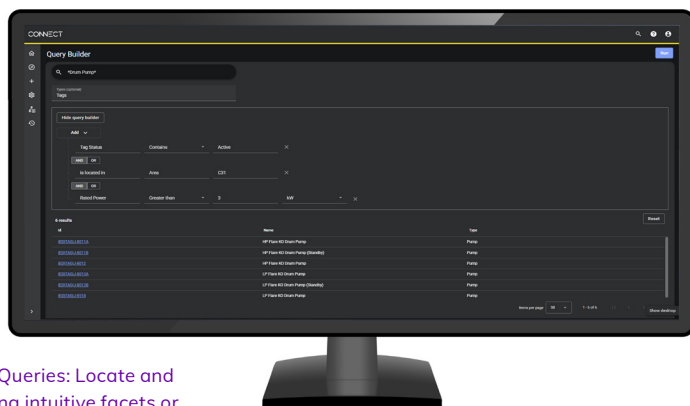 CONNECT
Query Builder
Run
*Drum Pump*
Types (optional)
Tags
Hide query builder
Add
Tag Status Contains Active
AND OR
is located in Area C31
AND OR
Rated Power Greater than 5 kW
6 results
Reset
Id Name Type
HP Flare KO Drum Pump Pump
HP Flare KO Drum Pump (Standby) Pump
HP Flare KO Drum Pump Pump
LP Flare KO Drum Pump Pump
LP Flare KO Drum Pump (Standby) Pump
LP Flare KO Drum Pump Pump
Items per page 50 1 - 6 of 6
Show desktop
Queries: Locate and
ng intuitive facets or